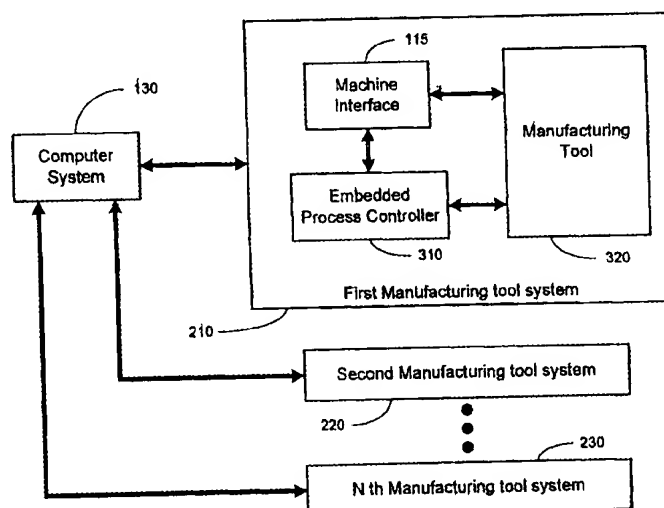 115
130
Machine
Interface
Manufacturing
Tool
Computer
System
Embedded
Process Controller
310
320
First Manufacturing tool system
210
Second Manufacturing tool system
220
230
N th Manufacturing tool system